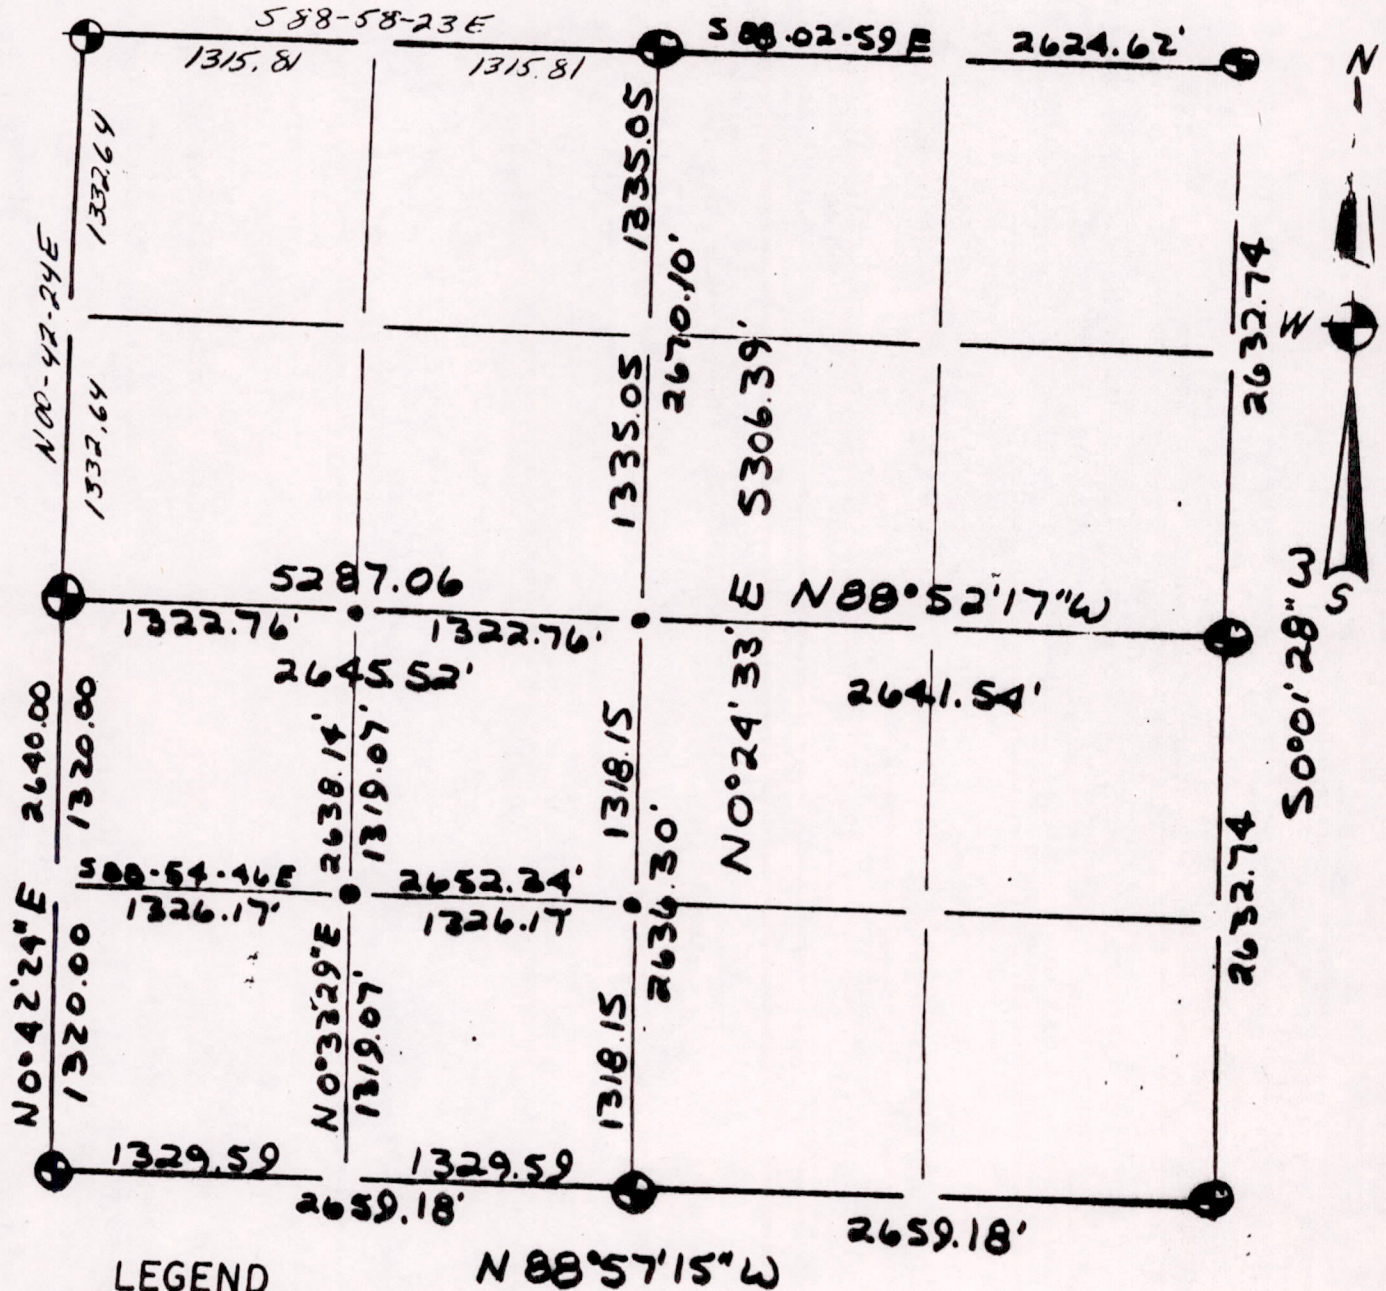 S88-58-23E
S88-02-59E 2624.62'
1315.81 1315.81
N
1332.64
1335.05
2670.10'
2632.74
W
N00-42-24E
1332.64
1335.05
5306.39'
N0°24'33" E
S
5287.06
N88°52'17"W
1322.76' 1322.76'
2645.52'
2641.54'
S0°01'28"W
2640.00
1320.00
2638.14'
1319.07'
1318.15
2636.30'
S88-54-46E 2652.34'
1326.17' 1326.17
2632.74
N0°42'24"E
1320.00
N0°33'29"E
1319.07'
1318.15
1329.59 1329.59
2659.18'
2659.18'
LEGEND
N88°57'15"W